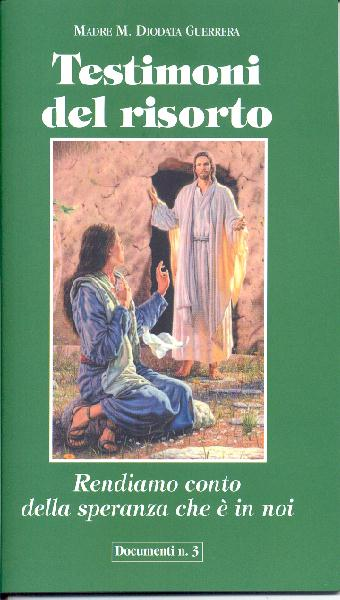 MADRE M. DIODATA GUERRERA
Testimoni
del risorto
Rendiamo conto
della speranza che è in noi
Documenti n. 3